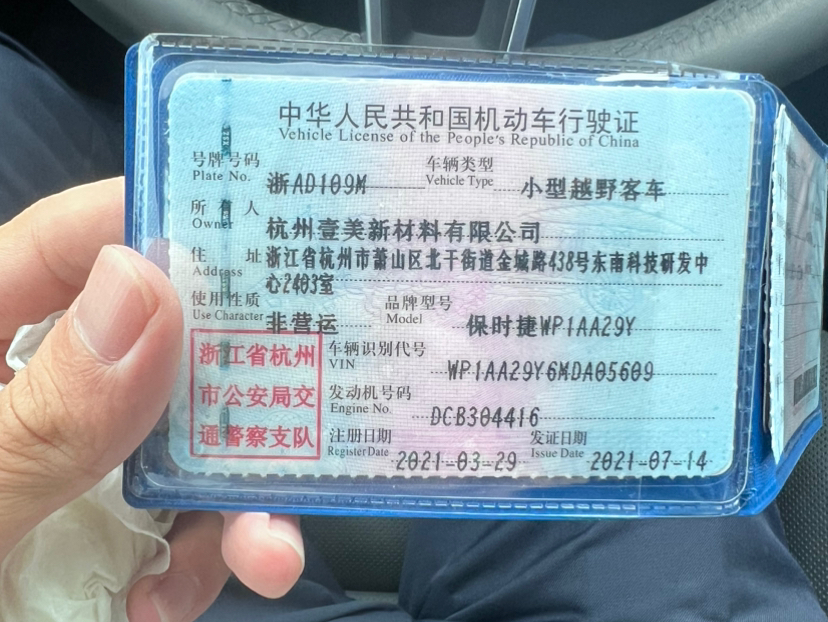 中华人民共和国机动车行驶证
Vehicle License of the People's Republic of China
号牌号码 浙AD109M 车辆类型 小型越野客车
Plate No. Vehicle Type
所有人 杭州壹美新材料有限公司
Owner
住址 浙江省杭州市萧山区北干街道金城路438号东南科技研发中
Address 心2403室
使用性质 非营运 品牌型号 保时捷WP1AA29Y
Use Character Model
浙江省杭州
市公安局交
通警察支队
车辆识别代号 WP1AA29Y6MDA05609
VIN
发动机号码 DCB304416
Engine No.
注册日期 2021-03-29 发证日期 2021-07-14
Register Date Issue Date